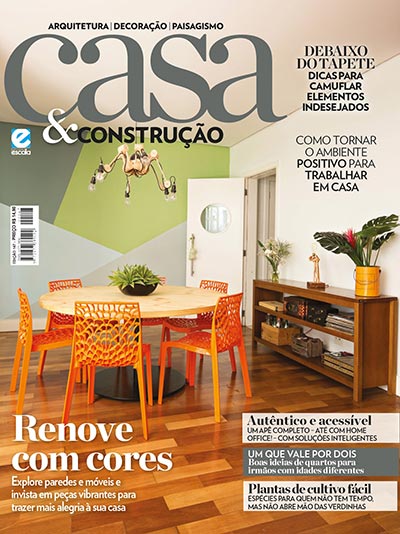 ARQUITETURA | DECORAÇÃO | PAISAGISMO
casa
& CONSTRUÇÃO
e
escala
DEBAIXO
DO TAPETE
DICAS PARA
CAMUFLAR
ELEMENTOS
INDESEJADOS
COMO TORNAR
O AMBIENTE
POSITIVO PARA
TRABALHAR
EM CASA
Renove
com cores
Explore paredes e móveis e
invista em peças vibrantes para
trazer mais alegria à sua casa
Autêntico e acessível
UM APÊ COMPLETO – ATÉ COM HOME
OFFICE! – COM SOLUÇÕES INTELIGENTES
UM QUE VALE POR DOIS
Boas ideias de quartos para
irmãos com idades diferentes
Plantas de cultivo fácil
ESPÉCIES PARA QUEM NÃO TEM TEMPO,
MAS NÃO ABRE MÃO DAS VERDINHAS